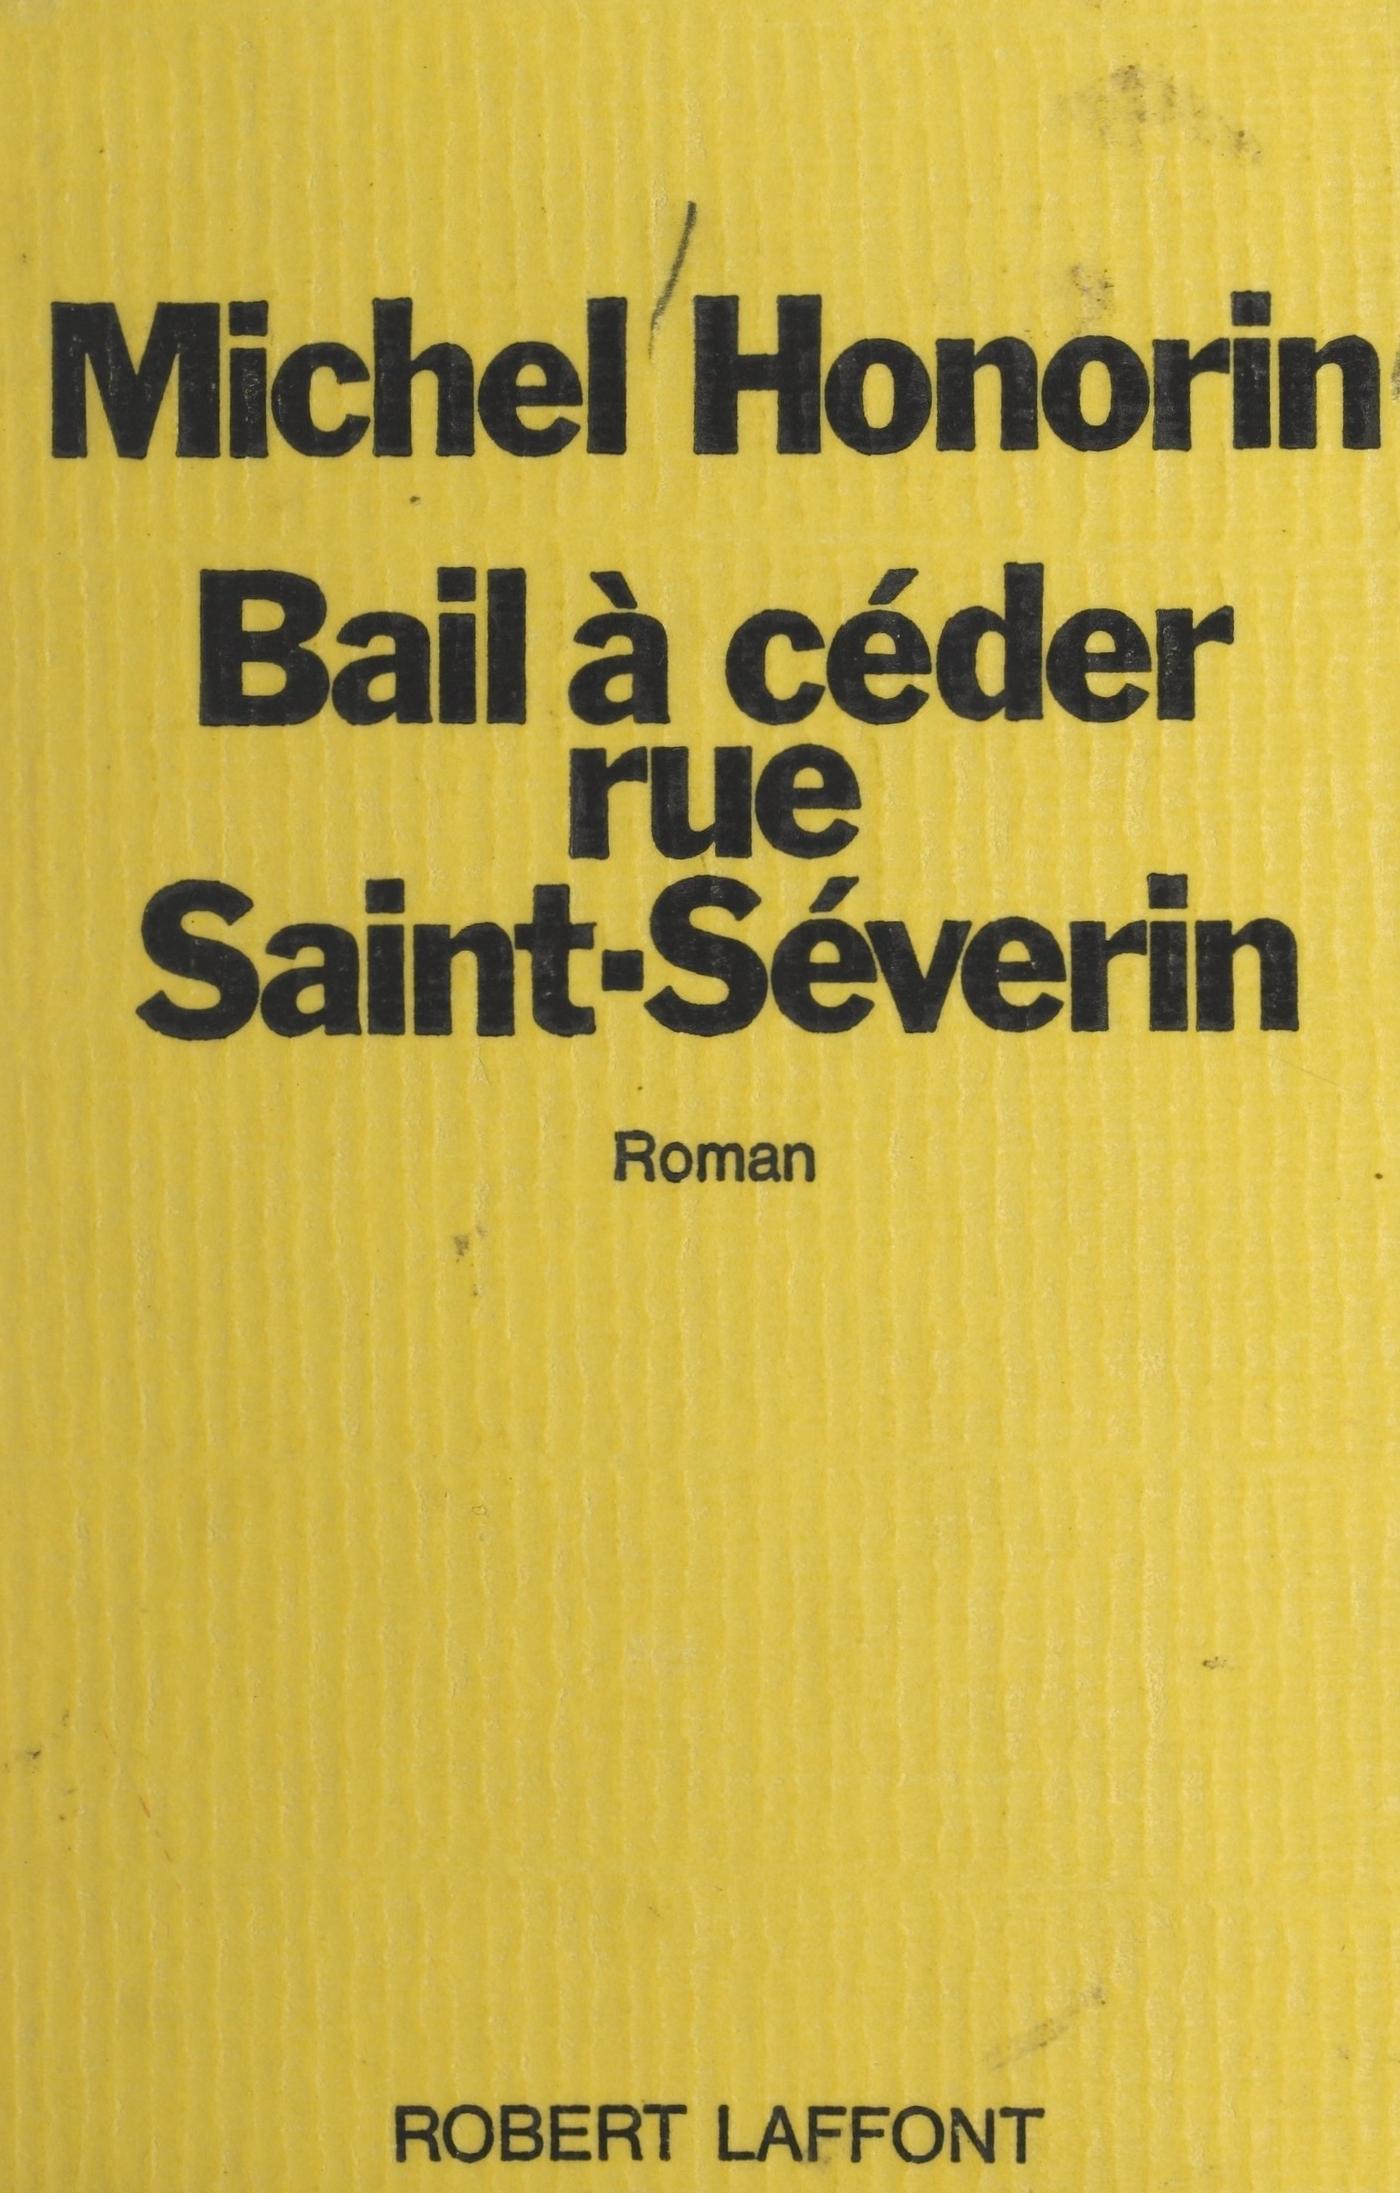 Michel Honorin
Bail à céder
rue
Saint-Séverin
Roman
ROBERT LAFFONT